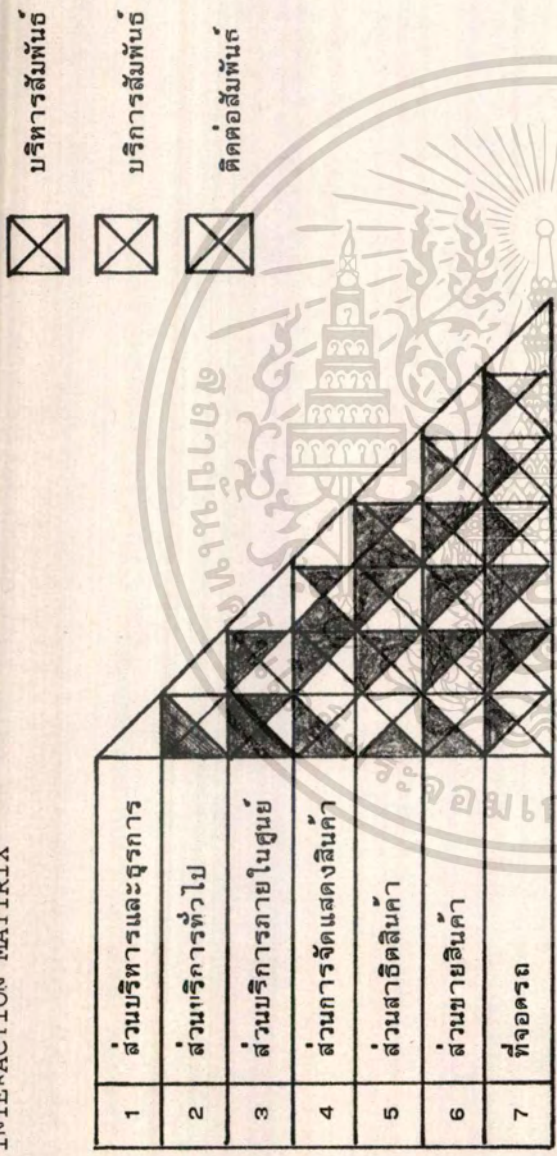 INTERACTION MATRIX
บริหารสัมพันธ์
บริการสัมพันธ์
ติดต่อสัมพันธ์
1 ส่วนบริหารและธุรการ
2 ส่วนบริการทั่วไป
3 ส่วนบริการภายในศูนย์
4 ส่วนการจัดแสดงสินค้า
5 ส่วนสาธิตสินค้า
6 ส่วนขายสินค้า
7 ที่จอดรถ